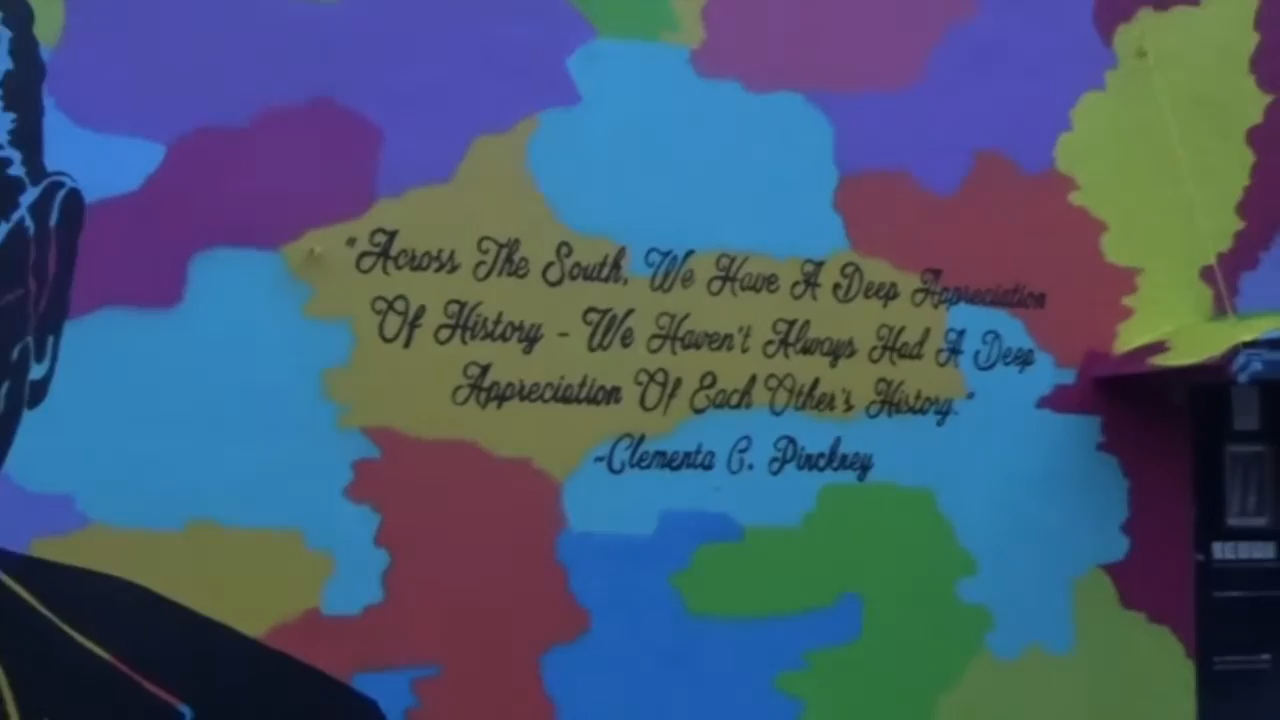 "Across The South, We Have A Deep Appreciation
Of History - We Haven't Always Had A Deep
Appreciation Of Each Other's History."
~Clementa C. Pinckney